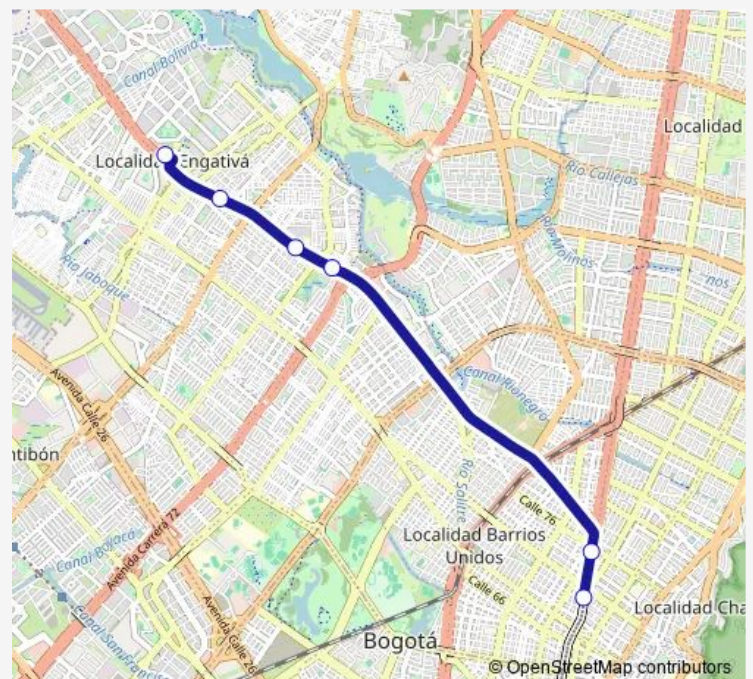 Canal Bolivia
Localidad
Localida Engativá
Río Callejas
Río Molinos
nos
Río Jaboque
Avenida Calle 26
Canal Rionegro
ntibón
Río Salitre
Calle 76
Avenida Carrera 72
Localidad Barrios
Unidos
Canal Boyacá
Calle 66
Localidad Cha
Avenida Calle 26
Canal San Franci
Bogotá
© OpenStreetMap contributors